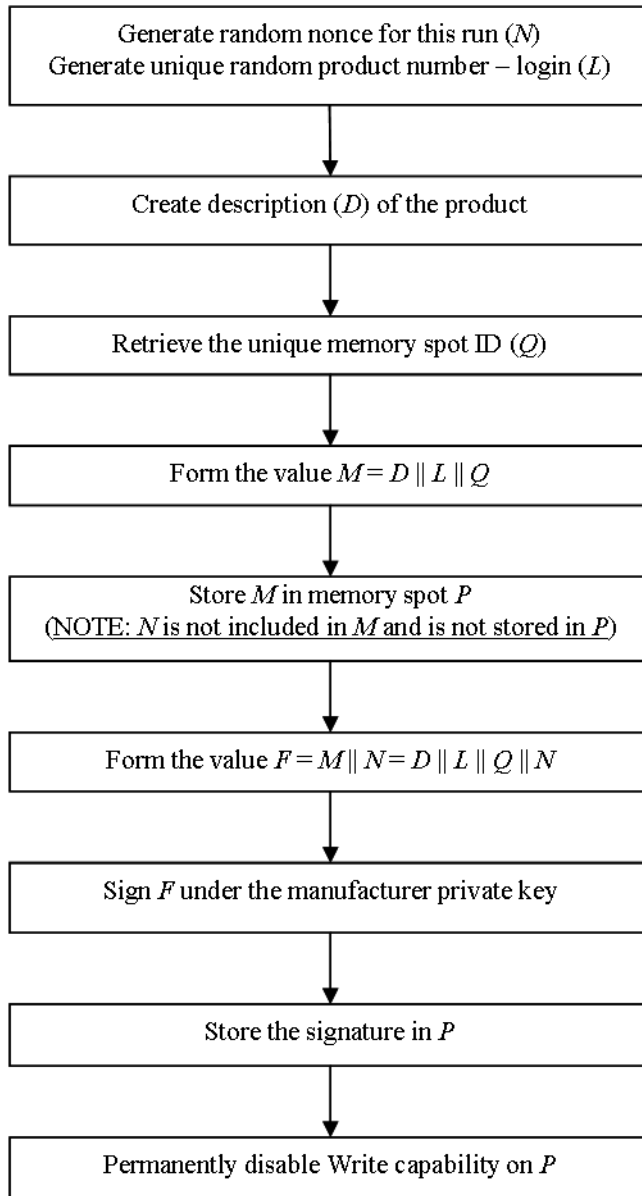 Generate random nonce for this run (N)
Generate unique random product number – login (L)
Create description (D) of the product
Retrieve the unique memory spot ID (Q)
Form the value M = D || L || Q
Store M in memory spot P
(NOTE: N is not included in M and is not stored in P)
Form the value F = M || N = D || L || Q || N
Sign F under the manufacturer private key
Store the signature in P
Permanently disable Write capability on P